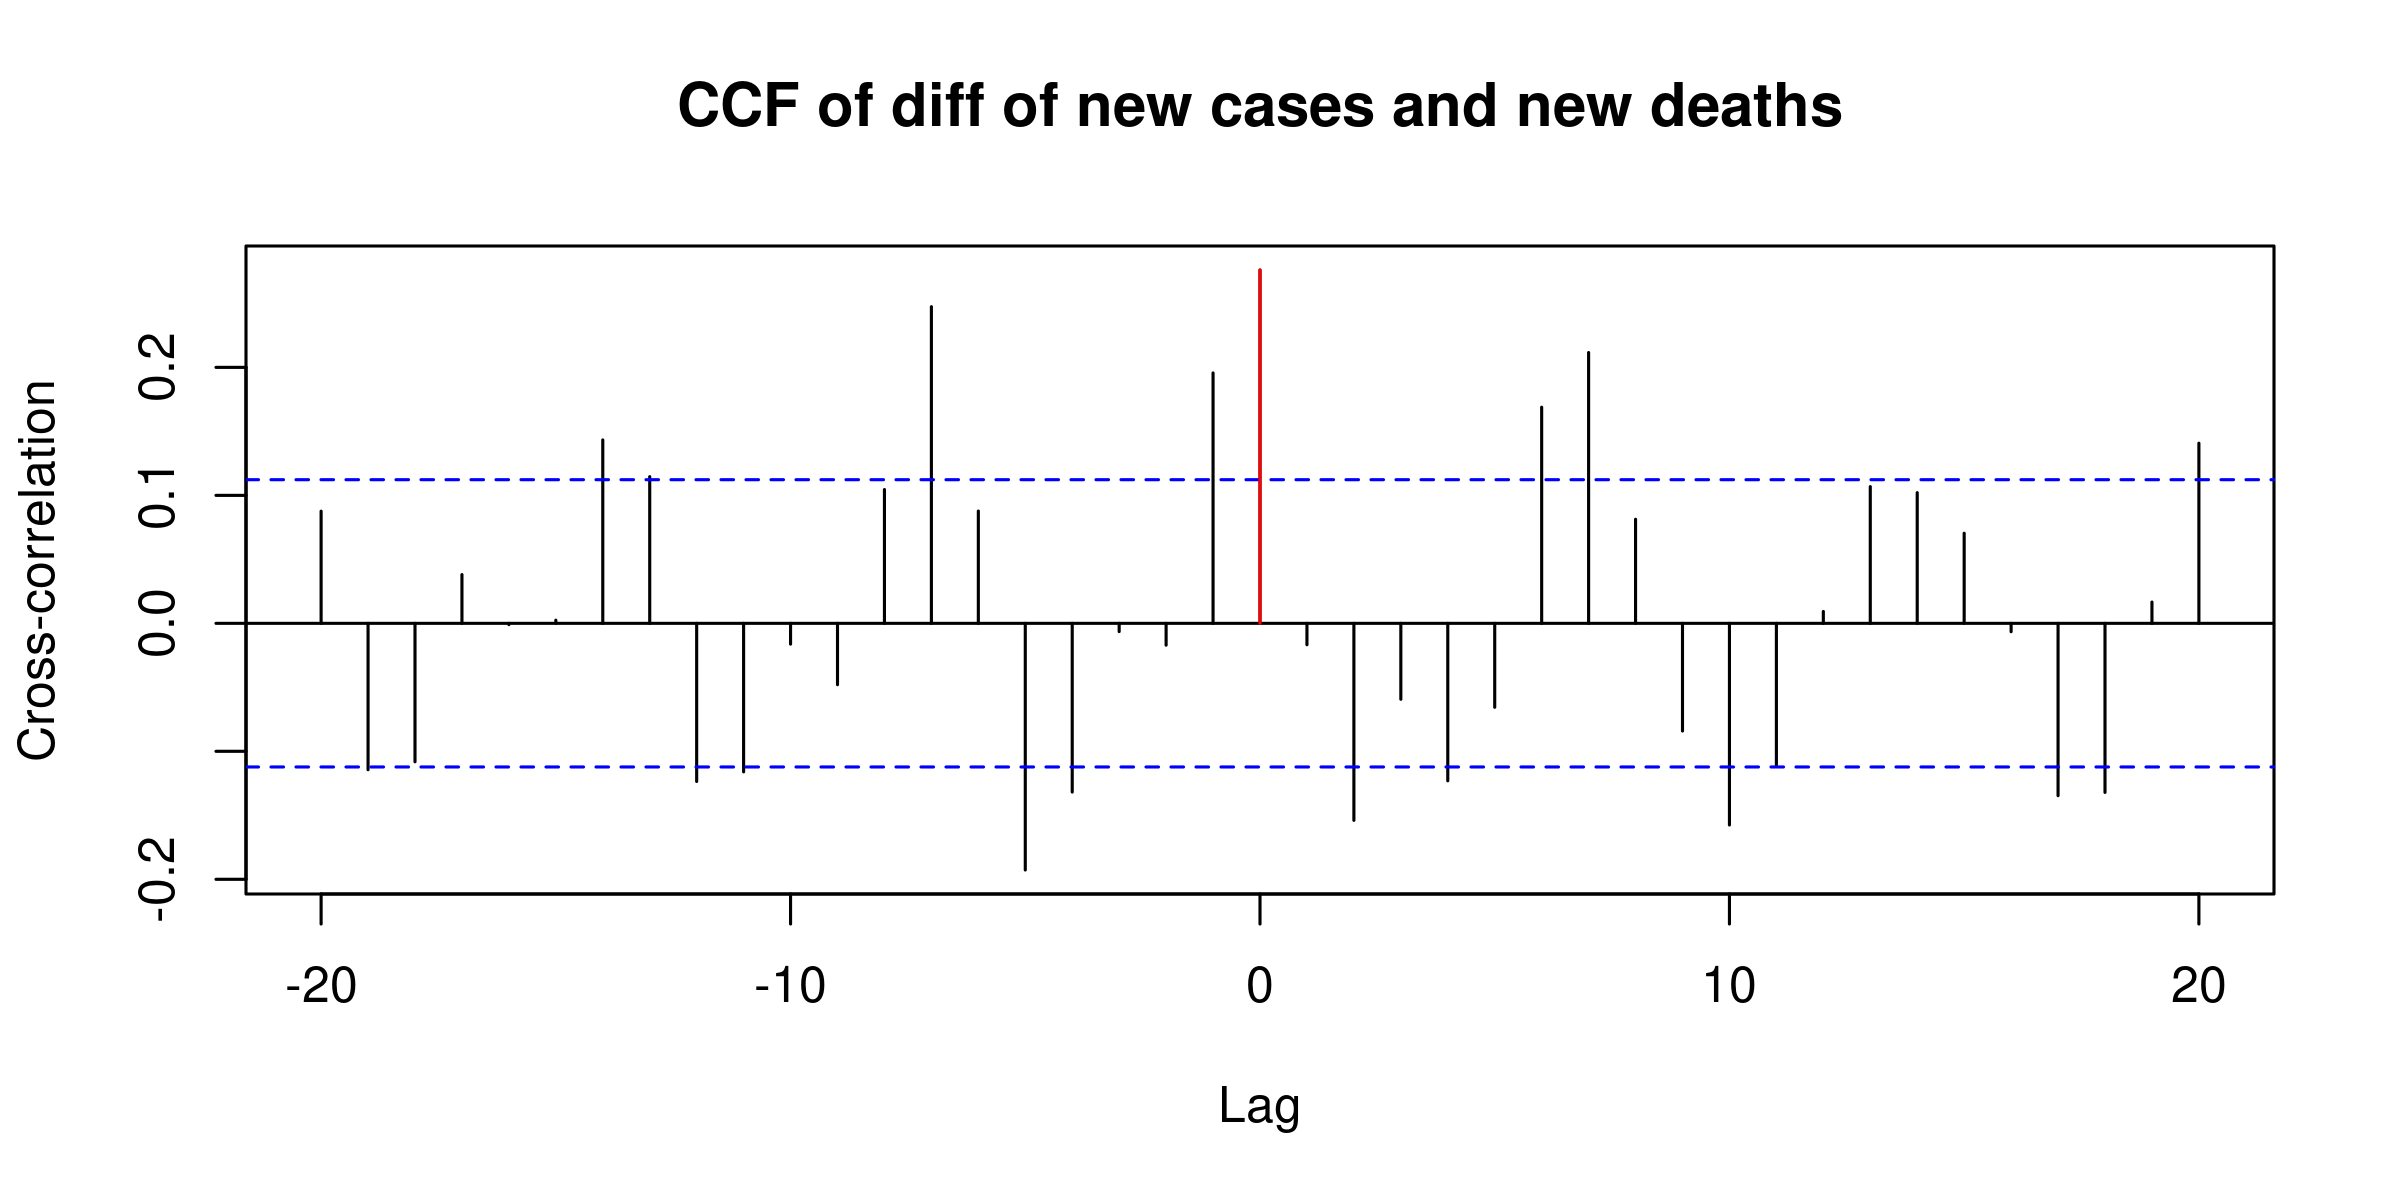 CCF of diff of new cases and new deaths
Cross-correlation
0.2
0.1
0.0
-0.2
-20 -10 0 10 20
Lag